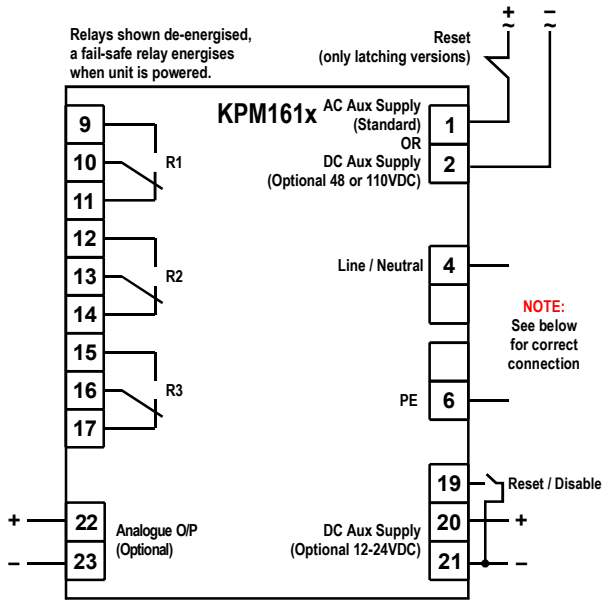 Relays shown de-energised,
a fail-safe relay energises
when unit is powered.
Reset
(only latching versions)
+
~
–
~
KPM161x
AC Aux Supply
(Standard)
OR
DC Aux Supply
(Optional 48 or 110VDC)
1
2
9
10
11
R1
12
13
14
R2
15
16
17
R3
Line / Neutral
4
NOTE:
See below
for correct
connection
PE
6
19
Reset / Disable
+
22
–
23
Analogue O/P
(Optional)
DC Aux Supply
(Optional 12-24VDC)
20
+
21
–